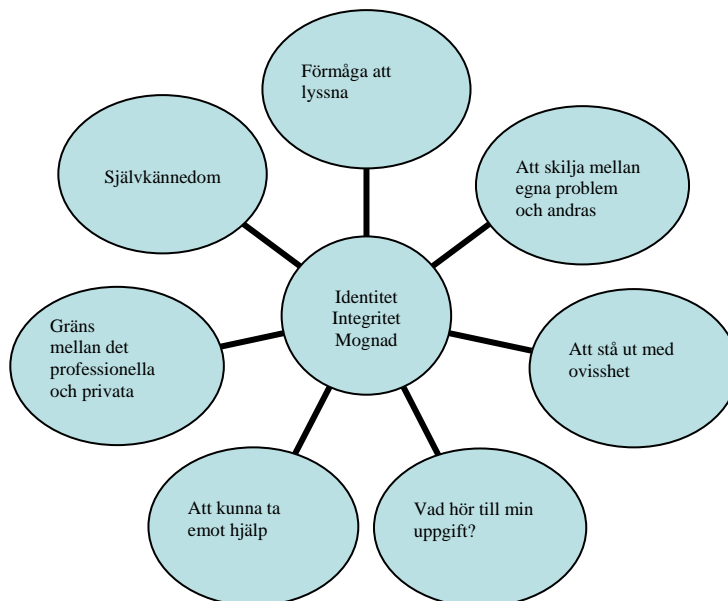 Förmåga att
lyssna
Självkännedom
Att skilja mellan
egna problem
och andras
Identitet
Integritet
Mognad
Gräns
mellan det
professionella
och privata
Att stå ut med
ovisshet
Att kunna ta
emot hjälp
Vad hör till min
uppgift?